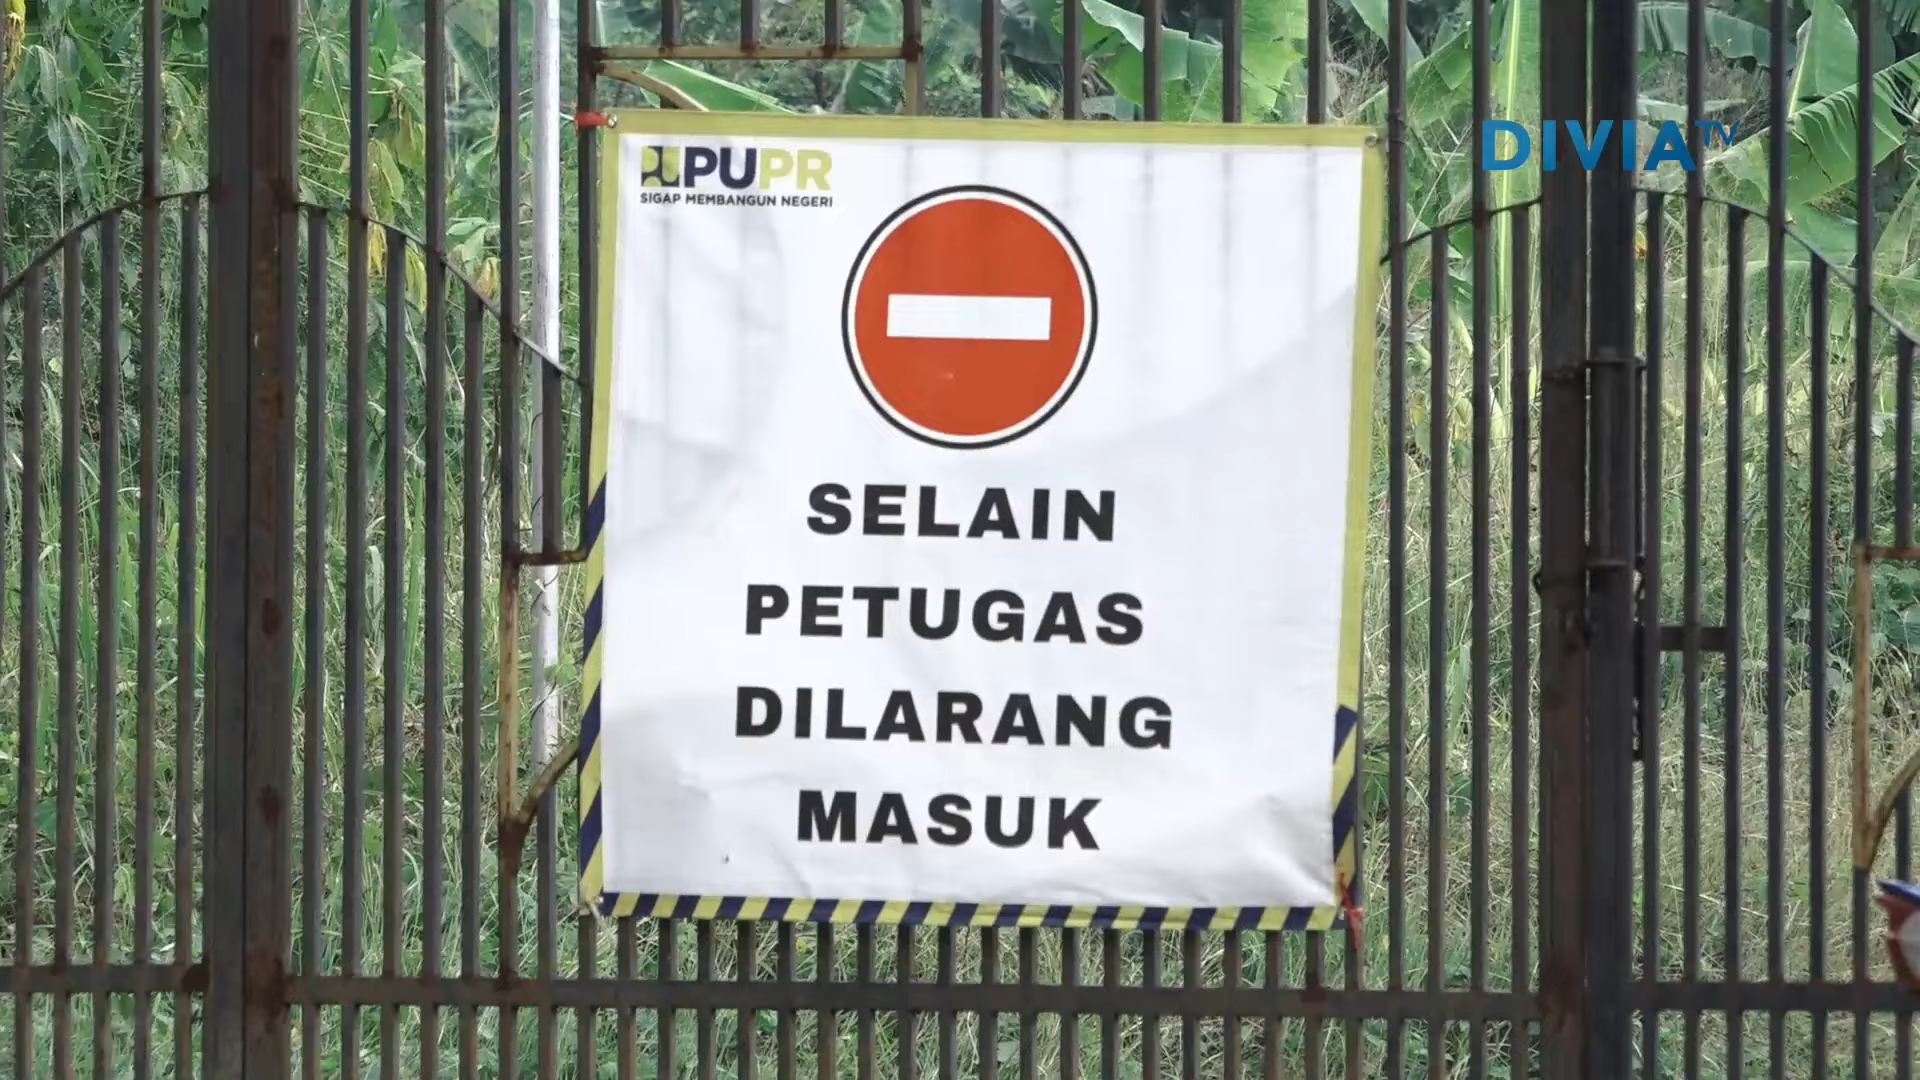 DIVIA TV
PUPR
SIGAP MEMBANGUN NEGERI
SELAIN
PETUGAS
DILARANG
MASUK